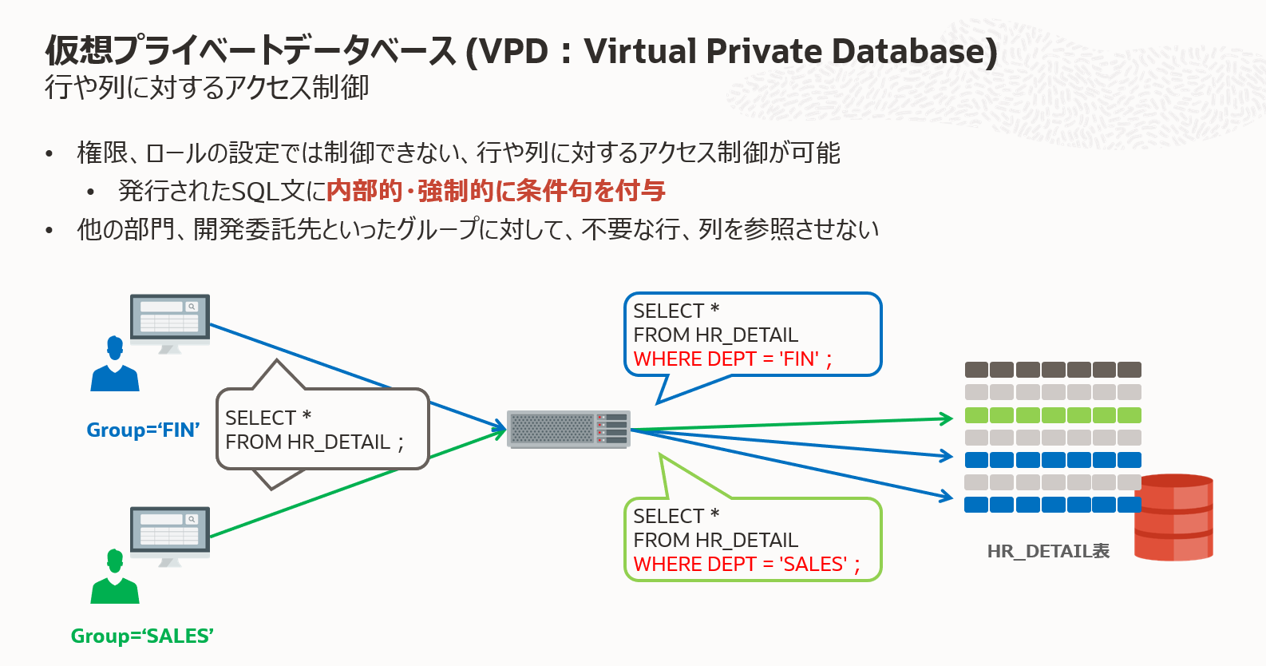 仮想プライベートデータベース (VPD：Virtual Private Database)
行や列に対するアクセス制御
• 権限、ロールの設定では制御できない、行や列に対するアクセス制御が可能
• 発行されたSQL文に内部的・強制的に条件句を付与
• 他の部門、開発委託先といったグループに対して、不要な行、列を参照させない
Group=‘FIN’
SELECT *
FROM HR_DETAIL ;
Group=‘SALES’
SELECT *
FROM HR_DETAIL
WHERE DEPT = 'FIN' ;
SELECT *
FROM HR_DETAIL
WHERE DEPT = 'SALES' ;
HR_DETAIL表